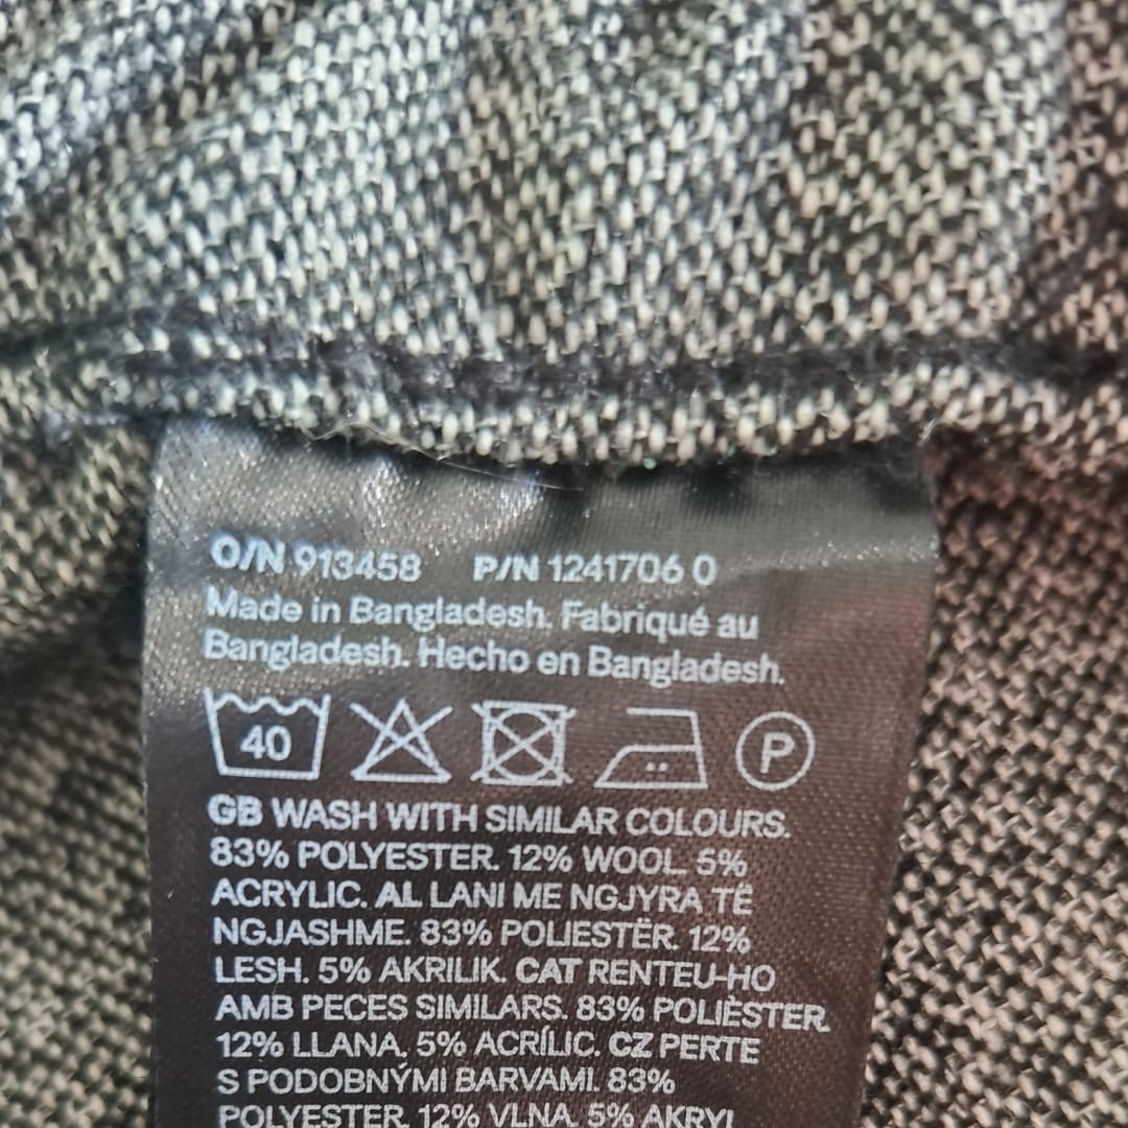 O/N 913458 P/N 1241706 0
Made in Bangladesh. Fabriqué au
Bangladesh. Hecho en Bangladesh.
40 P
GB WASH WITH SIMILAR COLOURS.
83% POLYESTER. 12% WOOL. 5%
ACRYLIC. AL LANI ME NGJYRA TË
NGJASHME. 83% POLIESTËR. 12%
LESH. 5% AKRILIK. CAT RENTEU-HO
AMB PECES SIMILARS. 83% POLIÈSTER.
12% LLANA. 5% ACRÍLIC. CZ PERTE
S PODOBNÝMI BARVAMI. 83%
POLYESTER. 12% VLNA. 5% AKRYL